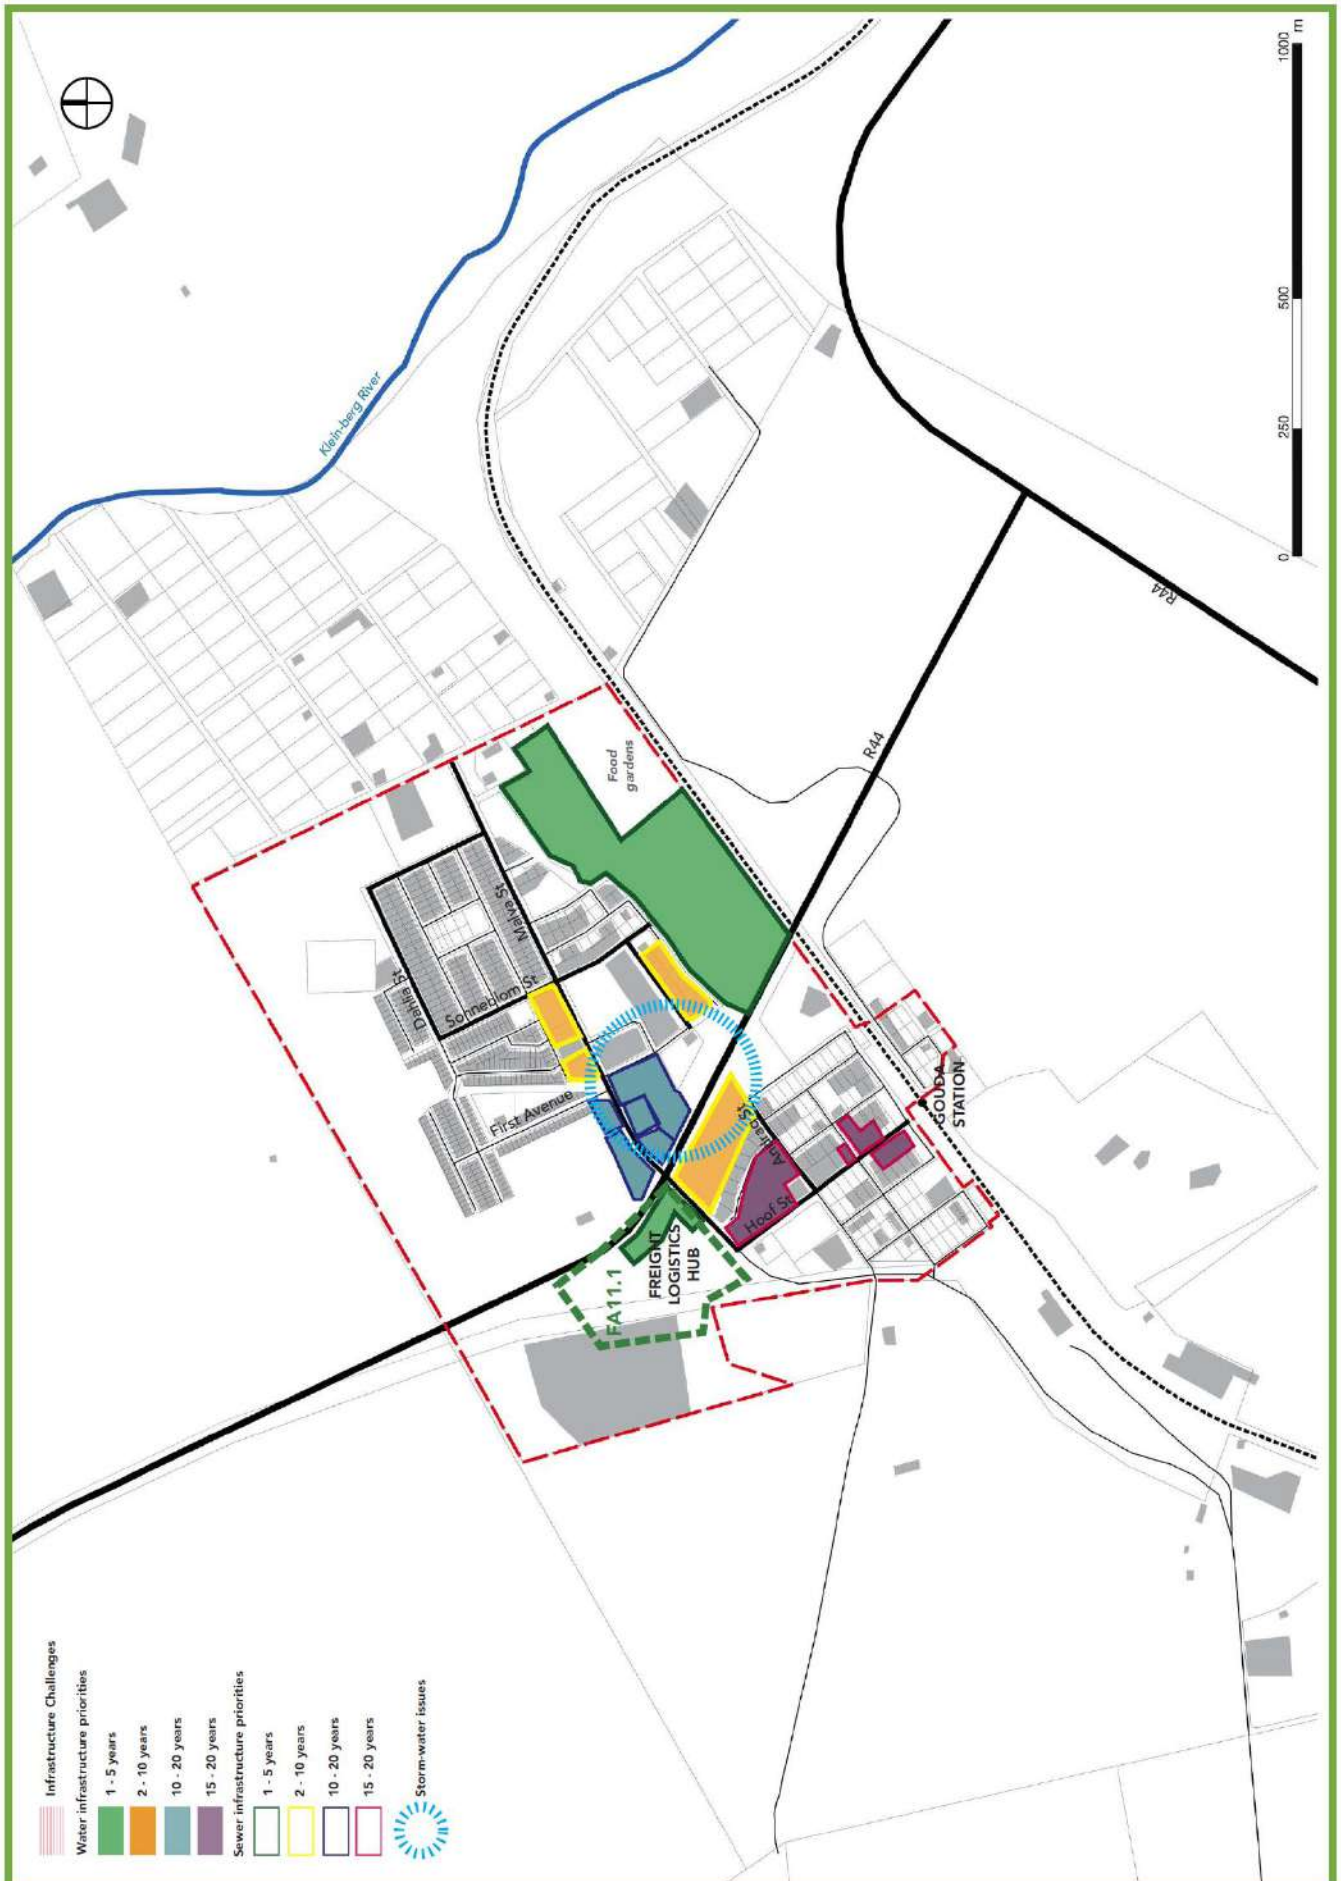 Infrastructure Challenges
Water infrastructure priorities
1 - 5 years
2 - 10 years
10 - 20 years
15 - 20 years
Sewer infrastructure priorities
1 - 5 years
2 - 10 years
10 - 20 years
15 - 20 years
Storm-water issues
Klein-berg River
Food
gardens
Dahlia St
Malva St
Sonneblom St
First Avenue
FA11.1
FREIGHT
LOGISTICS
HUB
Hoof St
GOUDA
STATION
R44
R44
0
250
500
1000
m